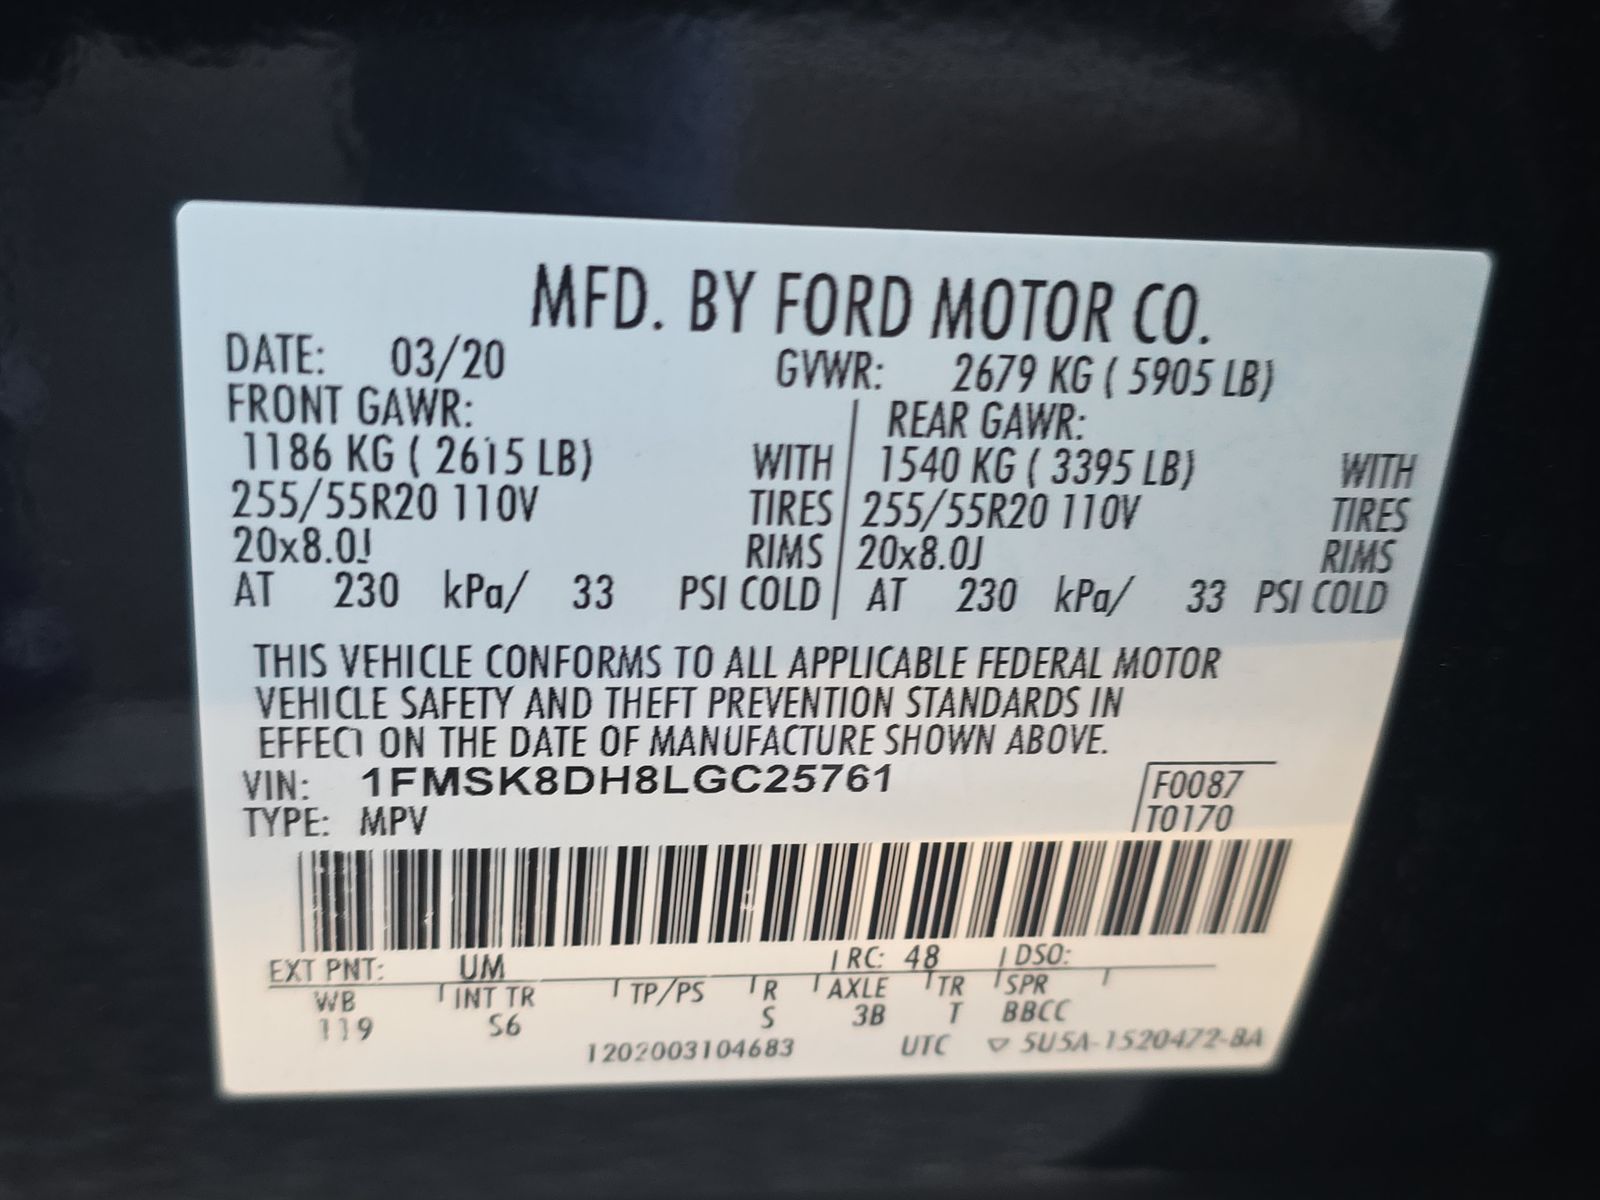 MFD. BY FORD MOTOR CO.
DATE: 03/20 GVWR: 2679 KG ( 5905 LB)
FRONT GAWR: REAR GAWR:
1186 KG ( 2615 LB) WITH 1540 KG ( 3395 LB) WITH
255/55R20 110V TIRES 255/55R20 110V TIRES
20x8.0J RIMS 20x8.0J RIMS
AT 230 kPa/ 33 PSI COLD AT 230 kPa/ 33 PSI COLD
THIS VEHICLE CONFORMS TO ALL APPLICABLE FEDERAL MOTOR
VEHICLE SAFETY AND THEFT PREVENTION STANDARDS IN
EFFECT ON THE DATE OF MANUFACTURE SHOWN ABOVE.
VIN: 1FMSK8DH8LGC25761 F0087
TYPE: MPV T0170
EXT PNT: UM RC: 48 DSO:
WB INT TR TP/PS R AXLE TR SPR
119 S6 S 3B T BBCC
1202003104683 UTC ▽ 5U5A-1520472-BA